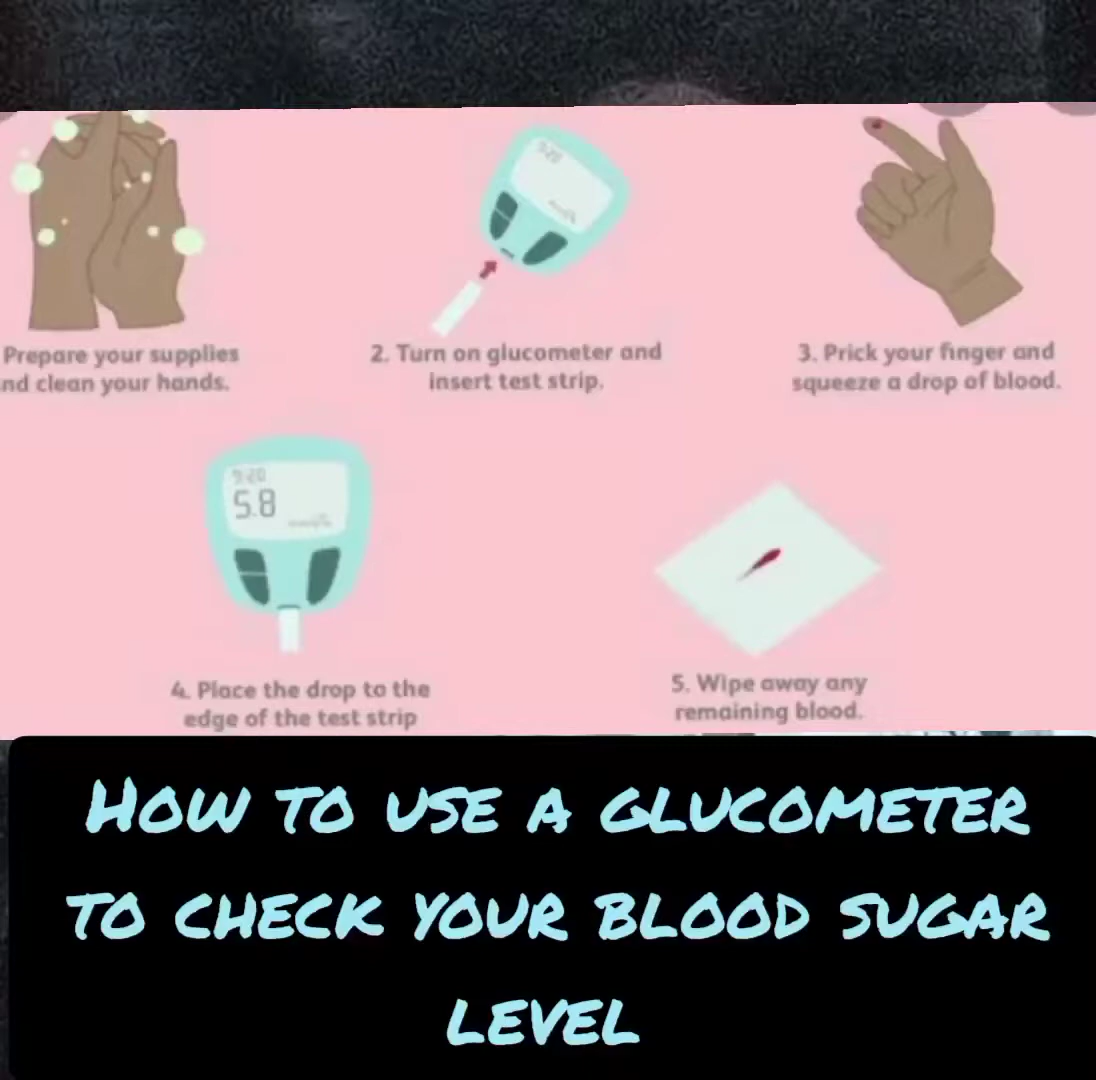 Prepare your supplies
nd clean your hands.
2. Turn on glucometer and
insert test strip.
3. Prick your finger and
squeeze a drop of blood.
9:20
5.8
4. Place the drop to the
edge of the test strip
5. Wipe away any
remaining blood.
HOW TO USE A GLUCOMETER
TO CHECK YOUR BLOOD SUGAR
LEVEL